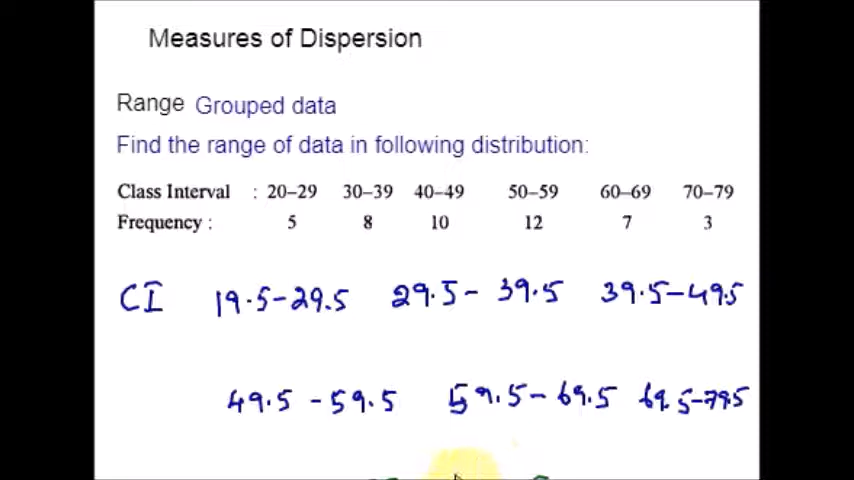 Measures of Dispersion
Range Grouped data
Find the range of data in following distribution:
Class Interval : 20–29 30–39 40–49 50–59 60–69 70–79
Frequency : 5 8 10 12 7 3
CI 19.5-29.5 29.5- 39.5 39.5-49.5
49.5 -59.5 59.5-69.5 69.5-79.5